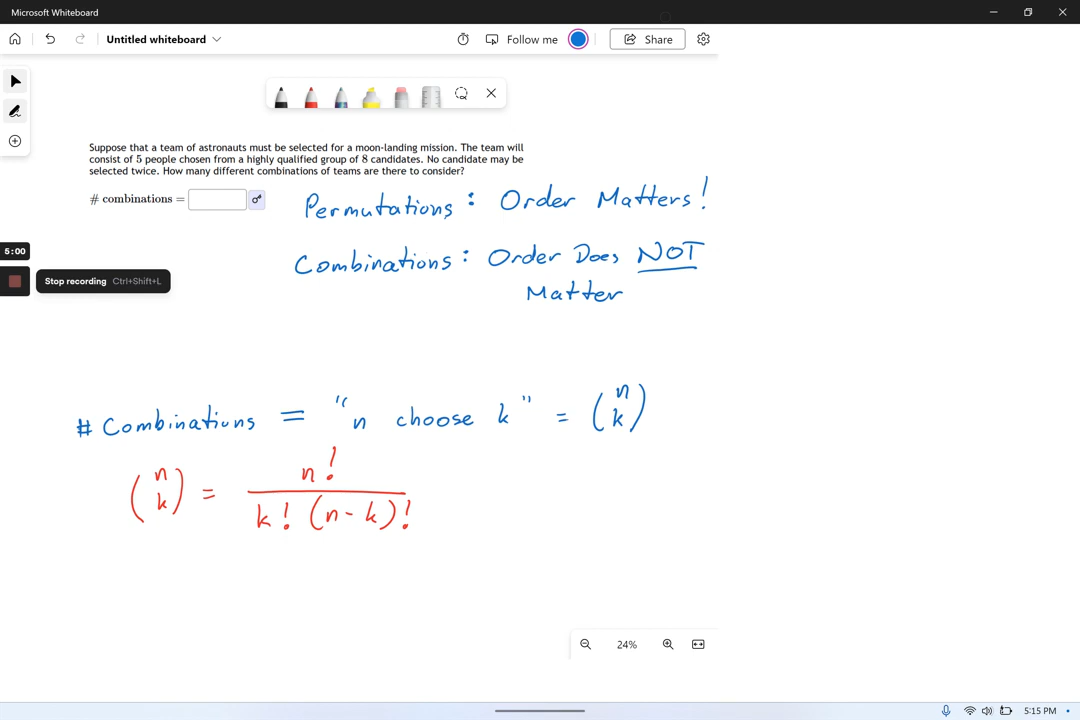 Microsoft Whiteboard
Untitled whiteboard
Follow me
Share
Suppose that a team of astronauts must be selected for a moon-landing mission. The team will
consist of 5 people chosen from a highly qualified group of 8 candidates. No candidate may be
selected twice. How many different combinations of teams are there to consider?
# combinations =
σ⁴
Permutations : Order Matters!
Combinations : Order Does NOT
Matter
5:00
Stop recording Ctrl+Shift+L
# Combinations = "n choose k" = (n k)
(n k) = n! / k! (n-k)!
24%
5:15 PM